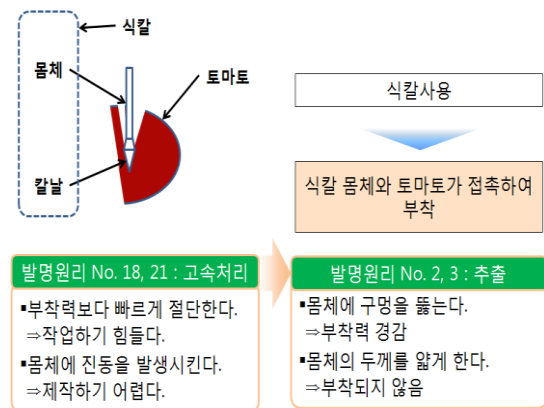 식칼
몸체
토마토
칼날
식칼사용
식칼 몸체와 토마토가 접촉하여
부착
발명원리 No. 18, 21 : 고속처리
▪부착력보다 빠르게 절단한다.
⇒작업하기 힘들다.
▪몸체에 진동을 발생시킨다.
⇒제작하기 어렵다.
발명원리 No. 2, 3 : 추출
▪몸체에 구멍을 뚫는다.
⇒부착력 경감
▪몸체의 두께를 얇게 한다.
⇒부착되지 않음